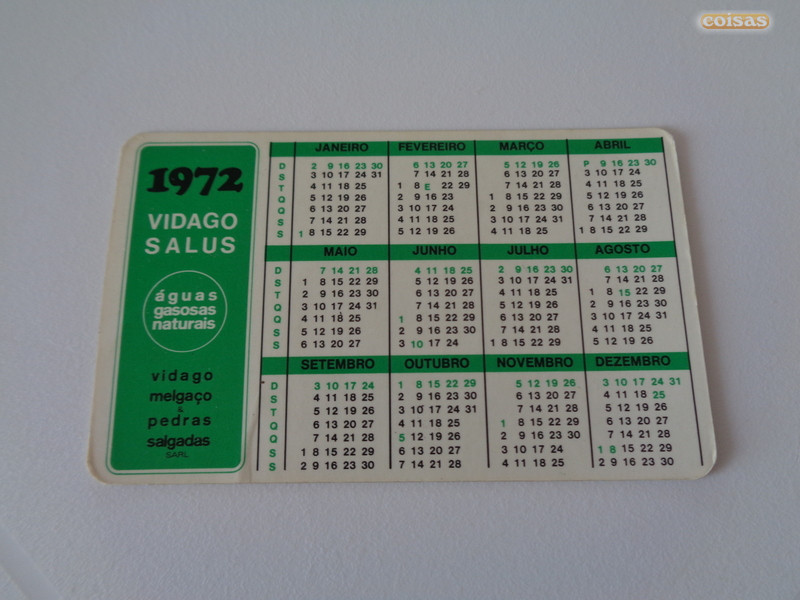 coisas
1972
VIDAGO
SALUS
águas
gasosas
naturais
vidago
melgaço
&
pedras
salgadas
SARL
JANEIRO FEVEREIRO MARÇO ABRIL
D 2 9 16 23 30 6 13 20 27 5 12 19 26 P 9 16 23 30
S 3 10 17 24 31 7 14 21 28 6 13 20 27 3 10 17 24
T 4 11 18 25 1 8 E 22 29 7 14 21 28 4 11 18 25
Q 5 12 19 26 2 9 16 23 1 8 15 22 29 5 12 19 26
Q 6 13 20 27 3 10 17 24 2 9 16 23 30 6 13 20 27
S 7 14 21 28 4 11 18 25 3 10 17 24 31 7 14 21 28
S 1 8 15 22 29 5 12 19 26 4 11 18 25 1 8 15 22 29
MAIO JUNHO JULHO AGOSTO
D 7 14 21 28 4 11 18 25 2 9 16 23 30 6 13 20 27
S 1 8 15 22 29 5 12 19 26 3 10 17 24 31 7 14 21 28
T 2 9 16 23 30 6 13 20 27 4 11 18 25 1 8 15 22 29
Q 3 10 17 24 31 7 14 21 28 5 12 19 26 2 9 16 23 30
Q 4 11 18 25 1 8 15 22 29 6 13 20 27 3 10 17 24 31
S 5 12 19 26 2 9 16 23 30 7 14 21 28 4 11 18 25
S 6 13 20 27 3 10 17 24 1 8 15 22 29 5 12 19 26
SETEMBRO OUTUBRO NOVEMBRO DEZEMBRO
D 3 10 17 24 1 8 15 22 29 5 12 19 26 3 10 17 24 31
S 4 11 18 25 2 9 16 23 30 6 13 20 27 4 11 18 25
T 5 12 19 26 3 10 17 24 31 7 14 21 28 5 12 19 26
Q 6 13 20 27 4 11 18 25 1 8 15 22 29 6 13 20 27
Q 7 14 21 28 5 12 19 26 2 9 16 23 30 7 14 21 28
S 1 8 15 22 29 6 13 20 27 3 10 17 24 1 8 15 22 29
S 2 9 16 23 30 7 14 21 28 4 11 18 25 2 9 16 23 30